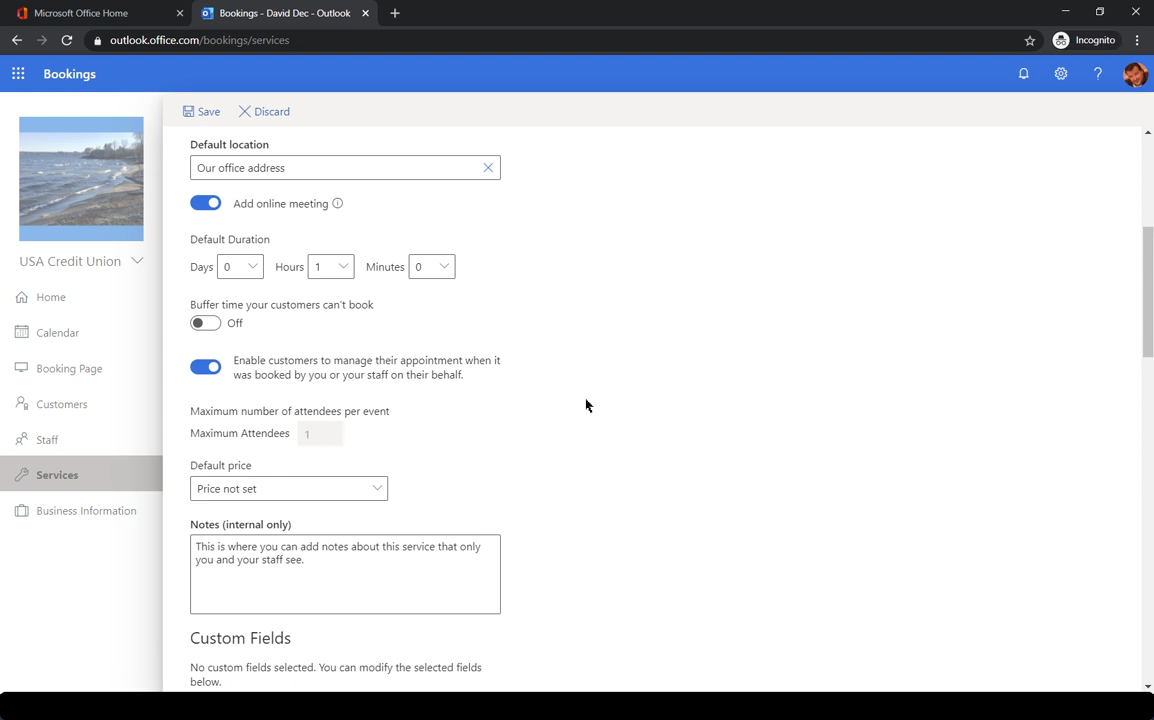 Microsoft Office Home
Bookings - David Dec - Outlook
outlook.office.com/bookings/services
Incognito
Bookings
Save
Discard
Default location
Our office address
Add online meeting
USA Credit Union
Default Duration
Days 0 Hours 1 Minutes 0
Home
Buffer time your customers can't book
Off
Calendar
Enable customers to manage their appointment when it
was booked by you or your staff on their behalf.
Booking Page
Customers
Maximum number of attendees per event
Maximum Attendees 1
Staff
Default price
Services
Price not set
Business Information
Notes (internal only)
This is where you can add notes about this service that only
you and your staff see.
Custom Fields
No custom fields selected. You can modify the selected fields
below.